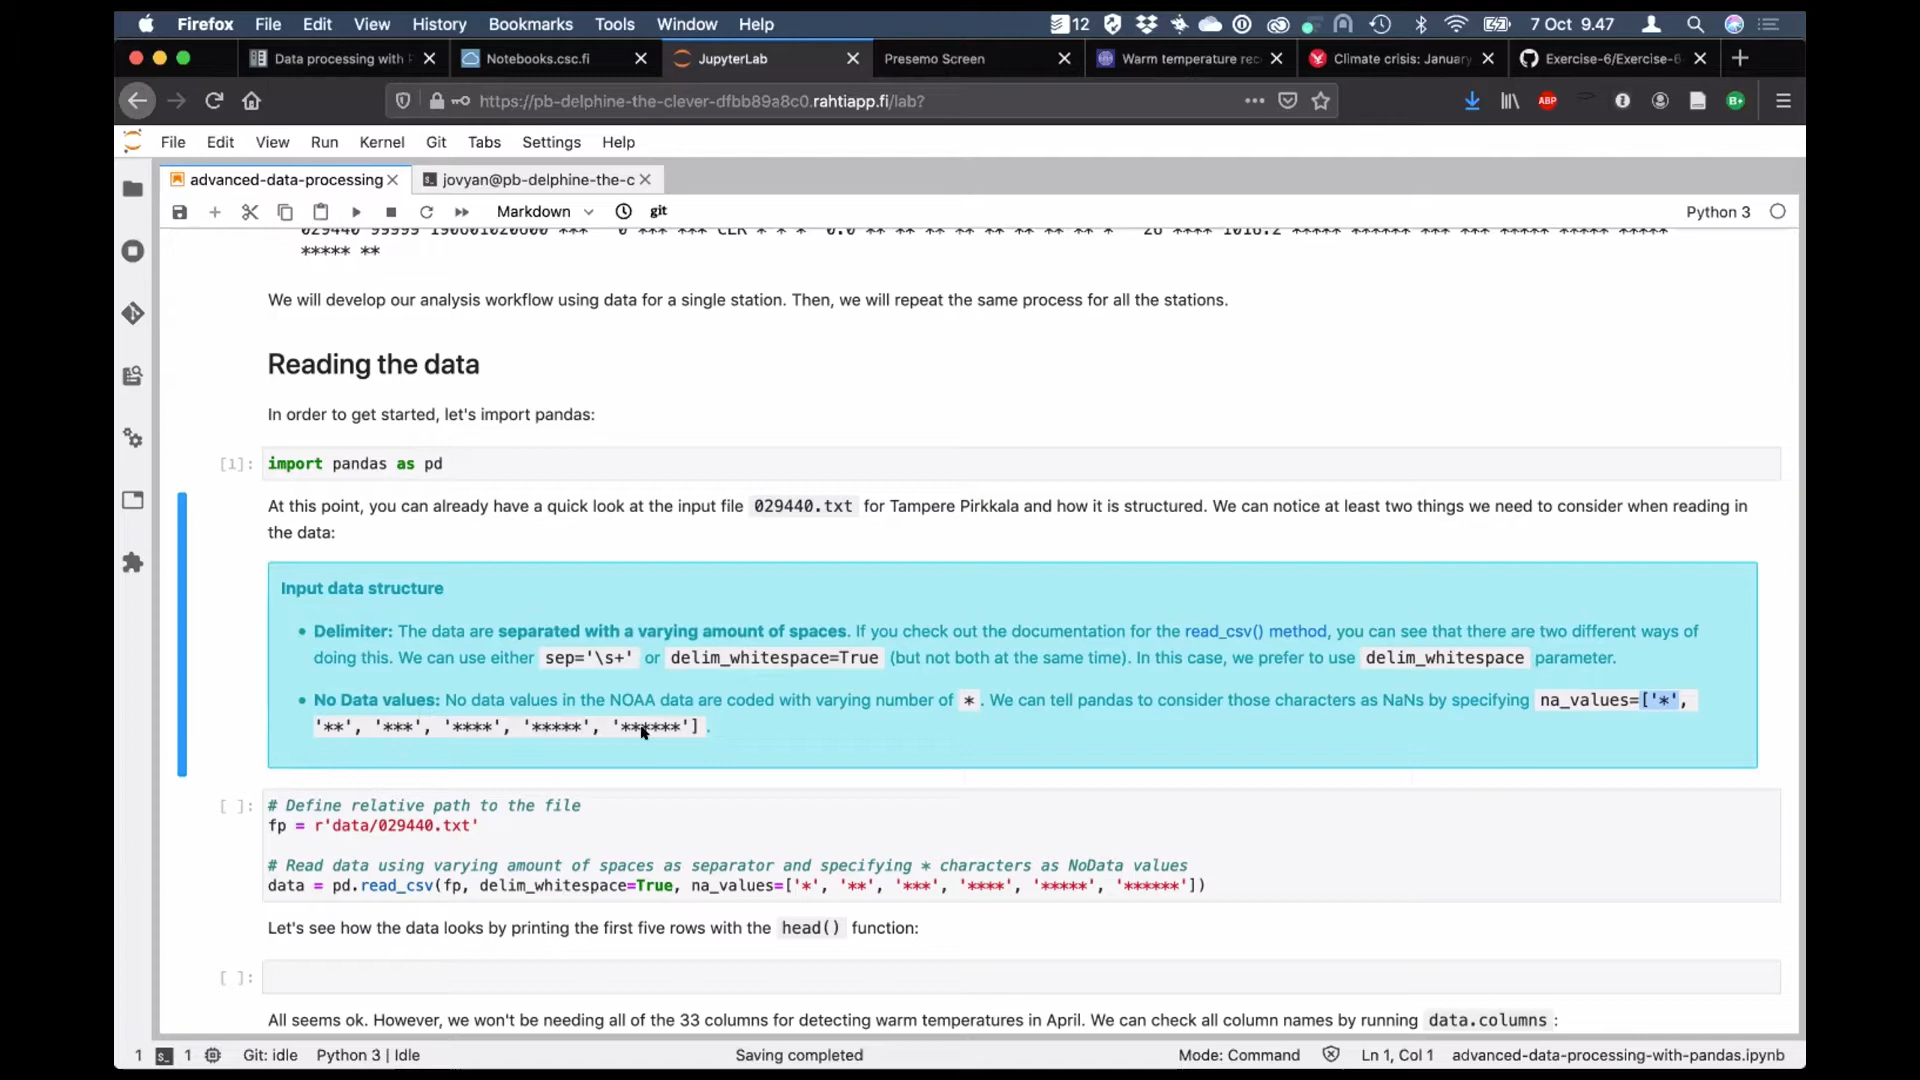 Firefox File Edit View History Bookmarks Tools Window Help 12 7 Oct 9.47
Data processing with Notebooks.csc.fi JupyterLab Presemo Screen Warm temperature rec Climate crisis: January Exercise-6/Exercise-6
https://pb-delphine-the-clever-dfbb89a8c0.rahtiapp.fi/lab? ABP B+
File Edit View Run Kernel Git Tabs Settings Help
advanced-data-processing jovyan@pb-delphine-the-c
Markdown git Python 3
029440 99999 190601020600 *** 0 *** *** CLR * * * 0.0 ** ** ** ** ** ** ** ** * 26 **** 1016.2 ***** ****** *** *** ***** ***** *****
***** **
We will develop our analysis workflow using data for a single station. Then, we will repeat the same process for all the stations.
Reading the data
In order to get started, let's import pandas:
[1]: import pandas as pd
At this point, you can already have a quick look at the input file 029440.txt for Tampere Pirkkala and how it is structured. We can notice at least two things we need to consider when reading in
the data:
Input data structure
• Delimiter: The data are separated with a varying amount of spaces. If you check out the documentation for the read_csv() method, you can see that there are two different ways of
doing this. We can use either sep='\s+' or delim_whitespace=True (but not both at the same time). In this case, we prefer to use delim_whitespace parameter.
• No Data values: No data values in the NOAA data are coded with varying number of *. We can tell pandas to consider those characters as NaNs by specifying na_values=['*',
'**', '***', '****', '*****', '******'].
[ ]: # Define relative path to the file
fp = r'data/029440.txt'
# Read data using varying amount of spaces as separator and specifying * characters as NoData values
data = pd.read_csv(fp, delim_whitespace=True, na_values=['*', '**', '***', '****', '*****', '******'])
Let's see how the data looks by printing the first five rows with the head() function:
[ ]:
All seems ok. However, we won't be needing all of the 33 columns for detecting warm temperatures in April. We can check all column names by running data.columns :
1 1 Git: idle Python 3 | Idle Saving completed Mode: Command Ln 1, Col 1 advanced-data-processing-with-pandas.ipynb